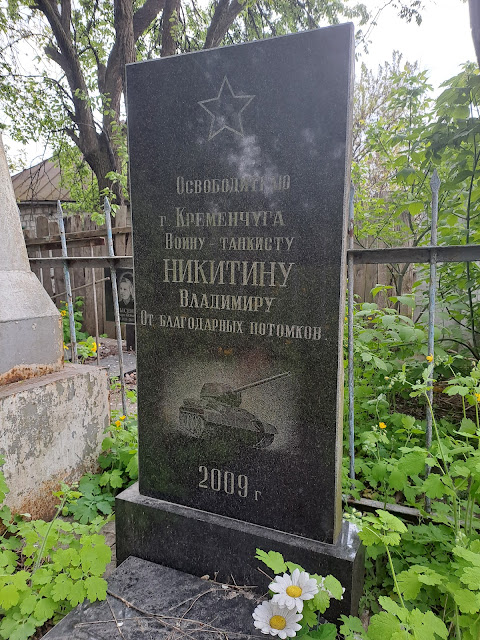 Освободителю
г. Кременчуга
Воину - танкисту
НИКИТИНУ
Владимиру
От благодарных потомков.
2009 г